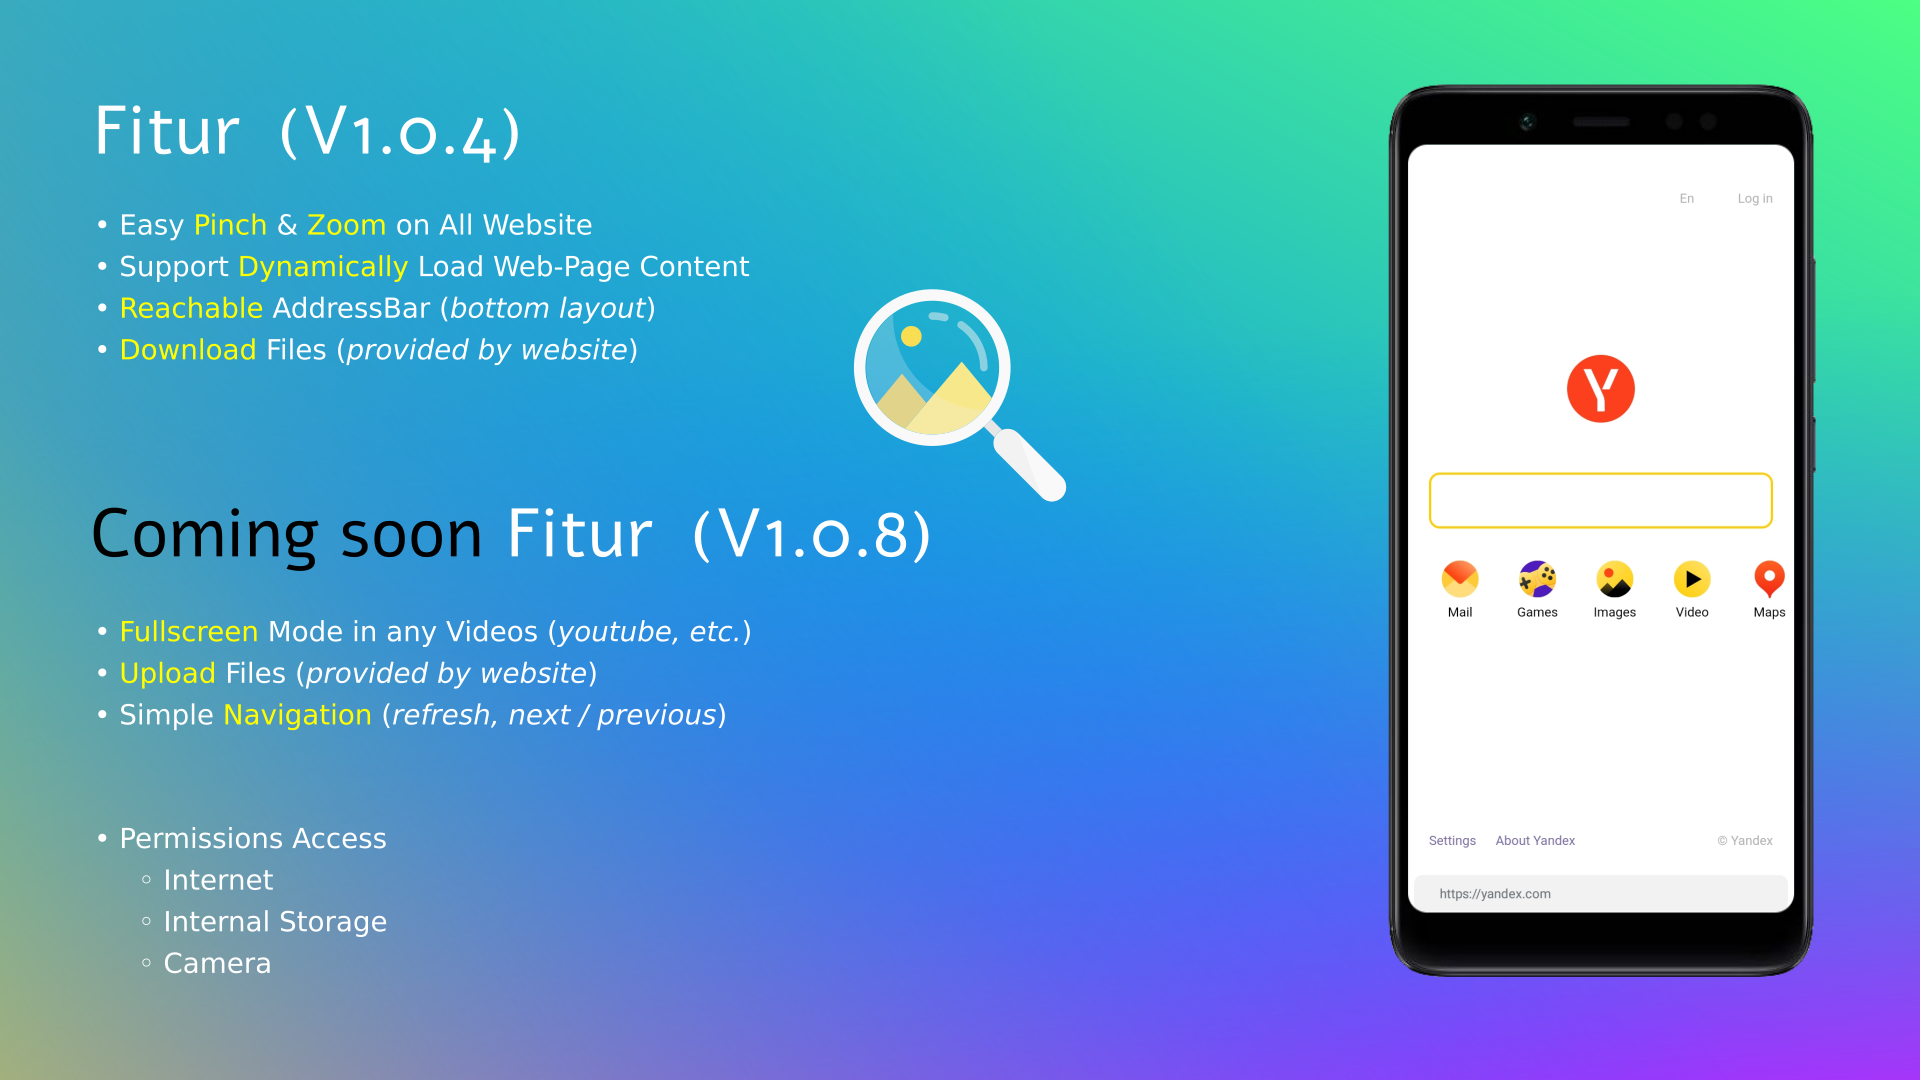 Fitur (V1.0.4)
• Easy Pinch & Zoom on All Website
• Support Dynamically Load Web-Page Content
• Reachable AddressBar (bottom layout)
• Download Files (provided by website)
Coming soon Fitur (V1.0.8)
• Fullscreen Mode in any Videos (youtube, etc.)
• Upload Files (provided by website)
• Simple Navigation (refresh, next / previous)
• Permissions Access
◦ Internet
◦ Internal Storage
◦ Camera
En Log in
Y
Mail Games Images Video Maps
Settings About Yandex © Yandex
https://yandex.com